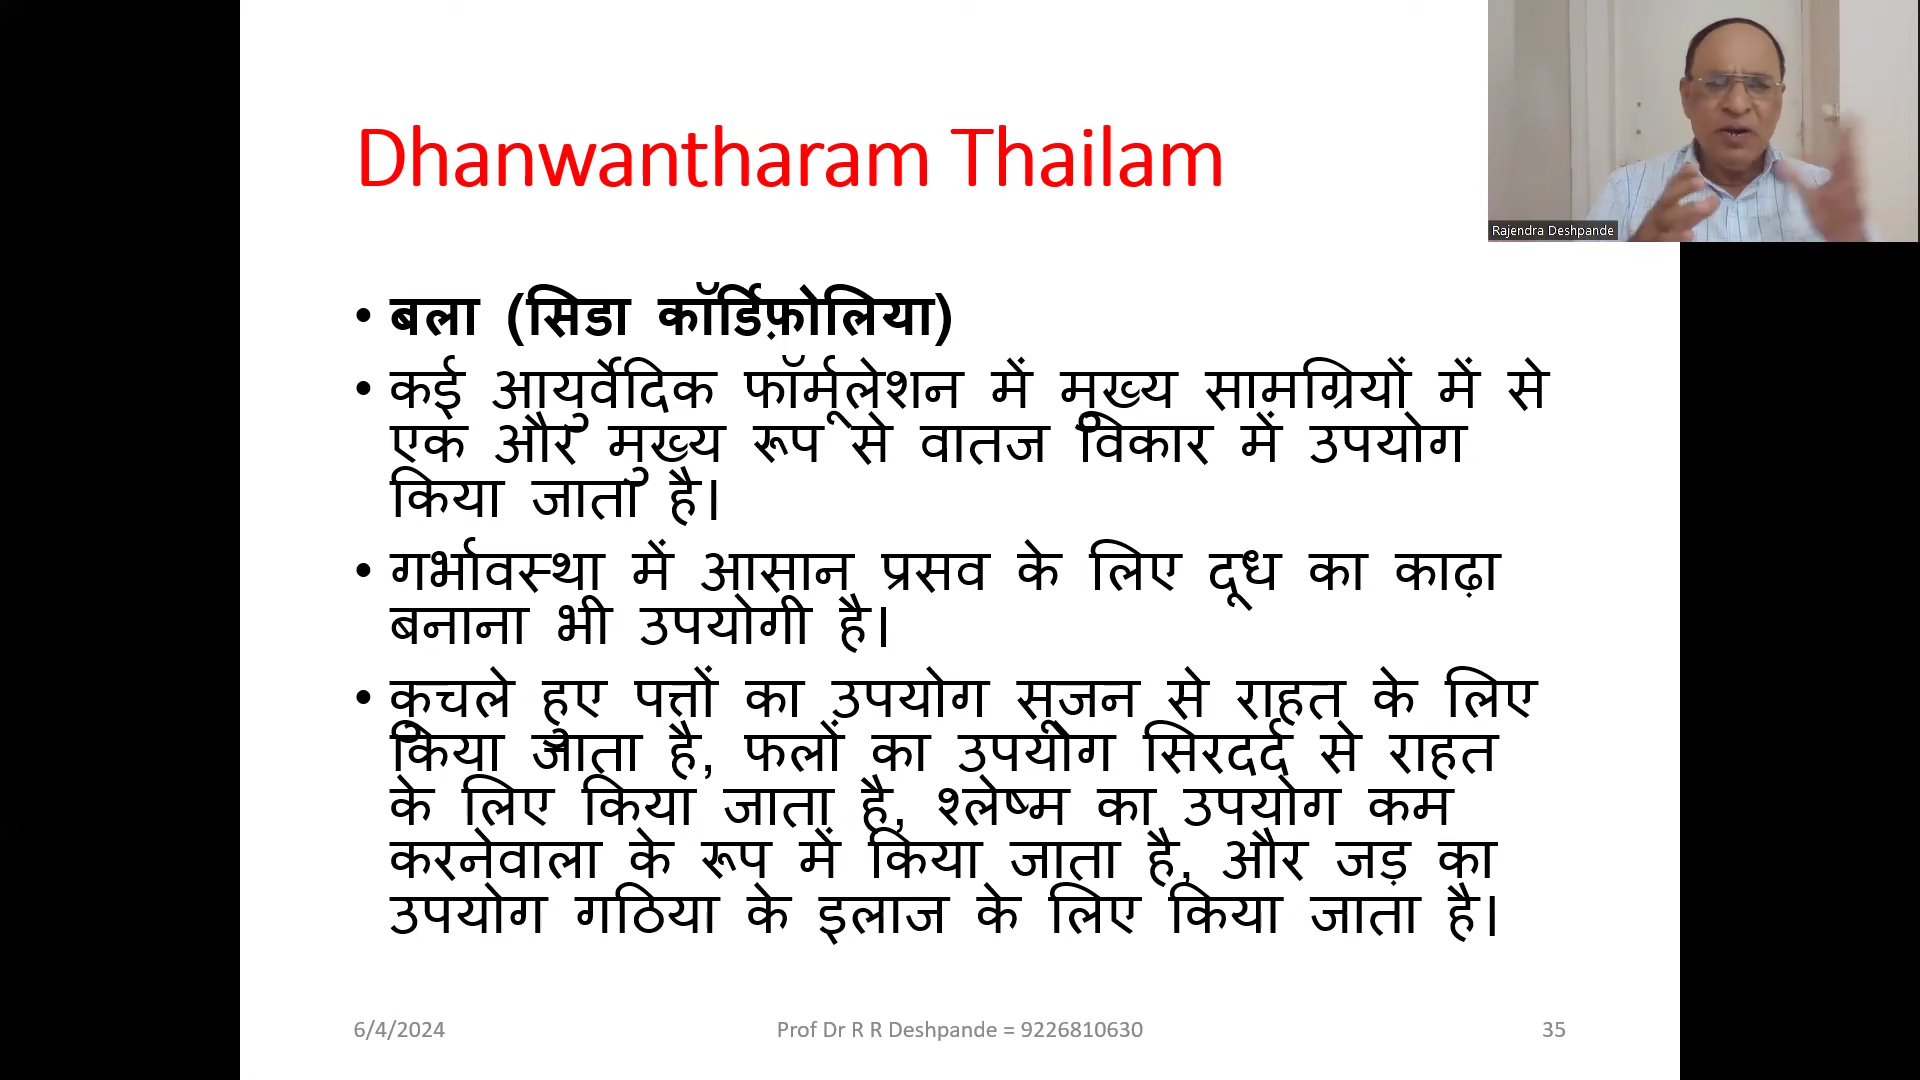 Dhanwantharam Thailam
Rajendra Deshpande
• बला (सिडा कॉर्डिफ़ोलिया)
• कई आयुर्वेदिक फॉर्मूलेशन में मुख्य सामग्रियों में से
एक और मुख्य रूप से वातज विकार में उपयोग
किया जाता है।
• गर्भावस्था में आसान प्रसव के लिए दूध का काढ़ा
बनाना भी उपयोगी है।
• कुचले हुए पत्तों का उपयोग सूजन से राहत के लिए
किया जाता है, फलों का उपयोग सिरदर्द से राहत
के लिए किया जाता है, श्लेष्म का उपयोग कम
करनेवाला के रूप में किया जाता है, और जड़ का
उपयोग गठिया के इलाज के लिए किया जाता है।
6/4/2024 Prof Dr R R Deshpande = 9226810630 35